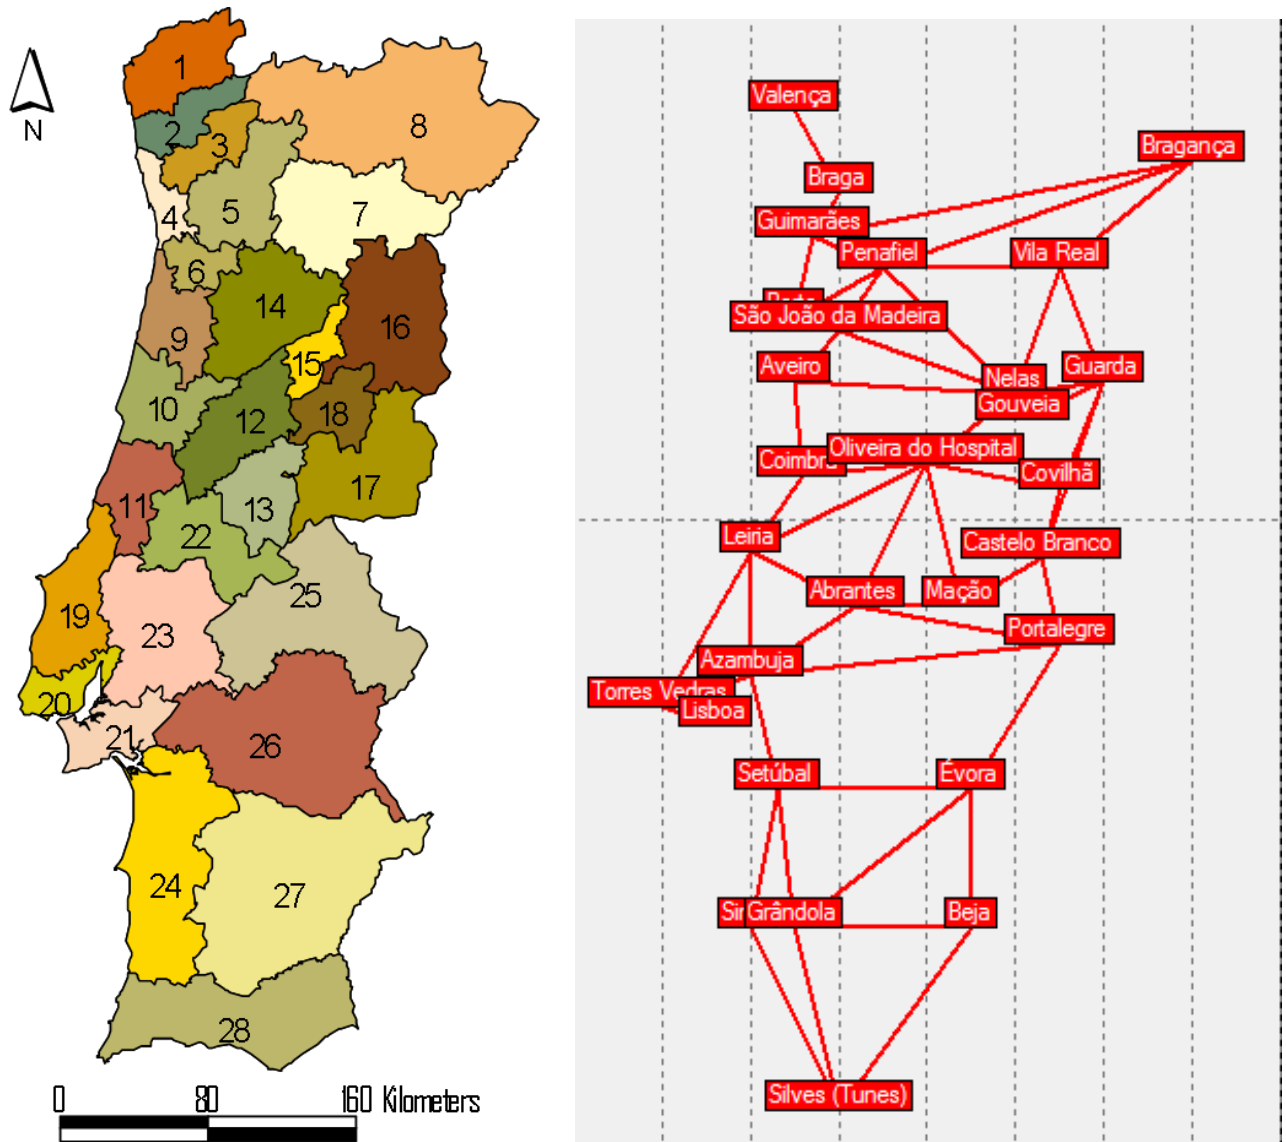 N
1
2
3
4
5
6
7
8
9
10
11
12
13
14
15
16
17
18
19
20
21
22
23
24
25
26
27
28
0 80 160 Kilometers
Valença
Bragança
Braga
Guimarães
Penafiel
Vila Real
São João da Madeira
Aveiro
Nelas
Guarda
Gouveia
Oliveira do Hospital
Coimbra
Covilhã
Leiria
Castelo Branco
Abrantes
Mação
Portalegre
Azambuja
Torres Vedras
Lisboa
Setúbal
Évora
Grândola
Beja
Silves (Tunes)